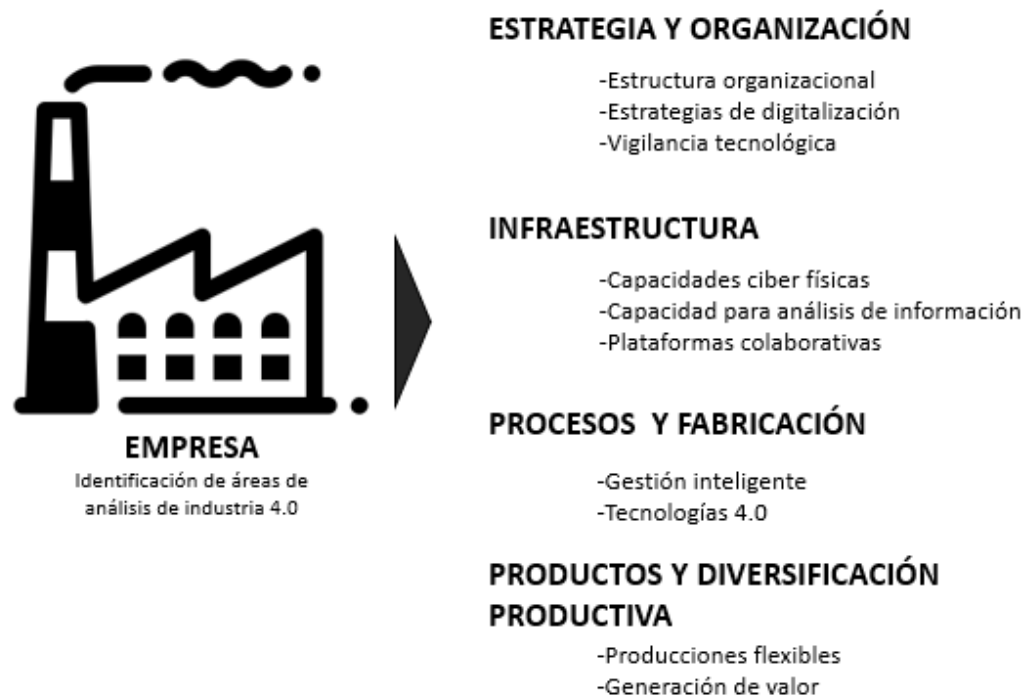 ESTRATEGIA Y ORGANIZACIÓN
-Estructura organizacional
-Estrategias de digitalización
-Vigilancia tecnológica
INFRAESTRUCTURA
-Capacidades ciber físicas
-Capacidad para análisis de información
-Plataformas colaborativas
EMPRESA
Identificación de áreas de
análisis de industria 4.0
PROCESOS  Y FABRICACIÓN
-Gestión inteligente
-Tecnologías 4.0
PRODUCTOS Y DIVERSIFICACIÓN
PRODUCTIVA
-Producciones flexibles
-Generación de valor